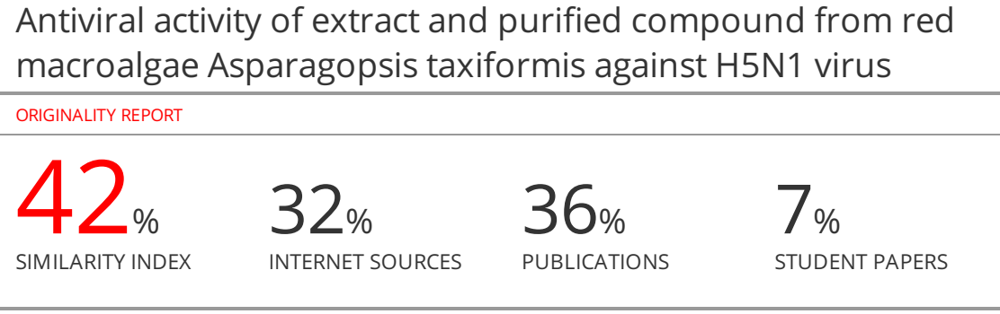 Antiviral activity of extract and purified compound from red
macroalgae Asparagopsis taxiformis against H5N1 virus
ORIGINALITY REPORT
42% 32% 36% 7%
SIMILARITY INDEX INTERNET SOURCES PUBLICATIONS STUDENT PAPERS